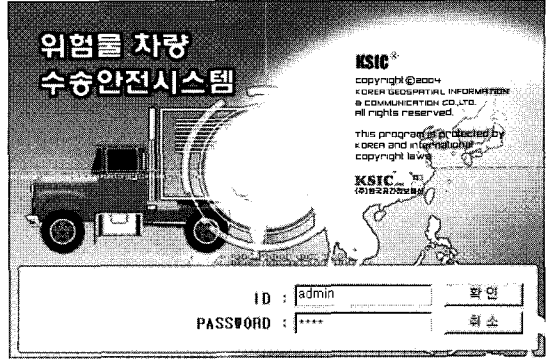 위험물 차량
수송안전시스템
KSIC®
copyright ©2004
KOREA GEOSPATIAL INFORMATION
& COMMUNICATION CO.,LTD.
All rights reserved.
This program is protected by
KOREA and international
copyright laws
KSIC
(주)한국공간정보통신
ID : admin
확인
PASSWORD : ****
취소